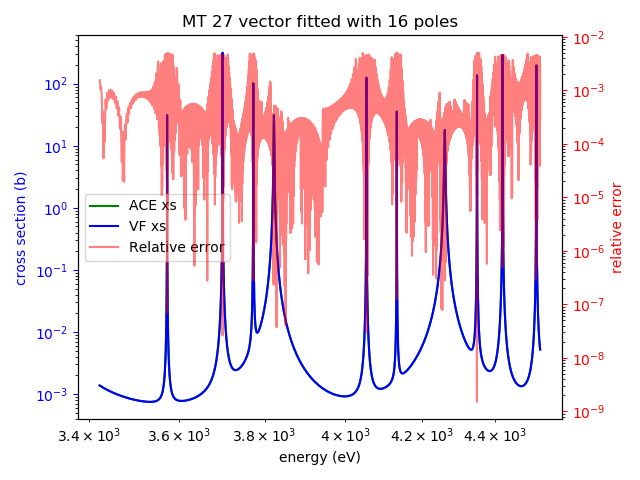 MT 27 vector fitted with 16 poles
cross section (b)
10²
10¹
10⁰
10⁻¹
10⁻²
10⁻³
ACE xs
VF xs
Relative error
10⁻²
10⁻³
10⁻⁴
10⁻⁵
10⁻⁶
10⁻⁷
10⁻⁸
10⁻⁹
relative error
3.4 × 10³ 3.6 × 10³ 3.8 × 10³ 4 × 10³ 4.2 × 10³ 4.4 × 10³
energy (eV)